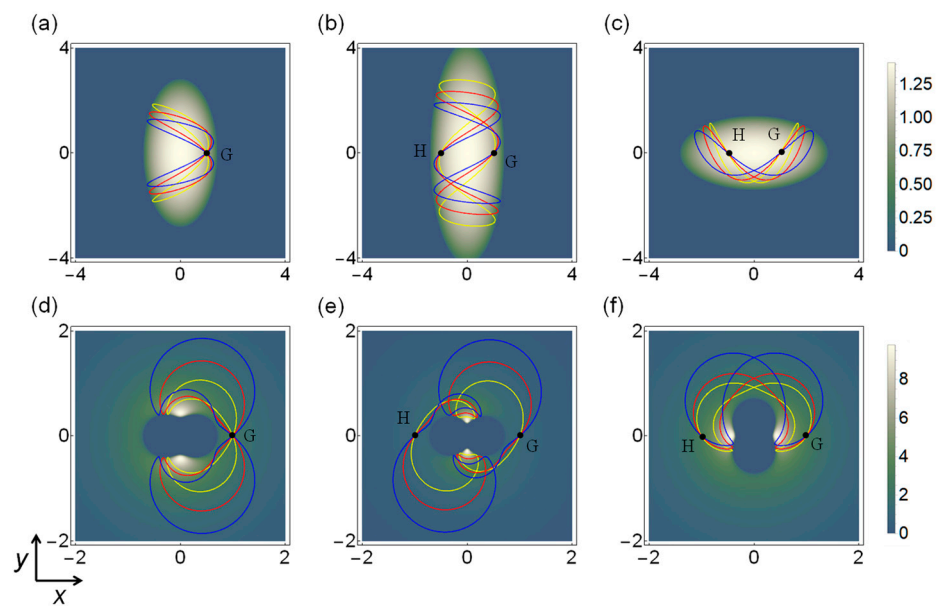 (a) (b) (c)
4 4 4
0 G 0 H G 0 H G
−4 −4 −4
−4 0 4 −4 0 4 −4 0 4
1.25
1.00
0.75
0.50
0.25
0
(d) (e) (f)
2 2 2
0 G 0 H G 0 H G
−2 −2 −2
−2 0 2 −2 0 2 −2 0 2
8
6
4
2
0
y
x